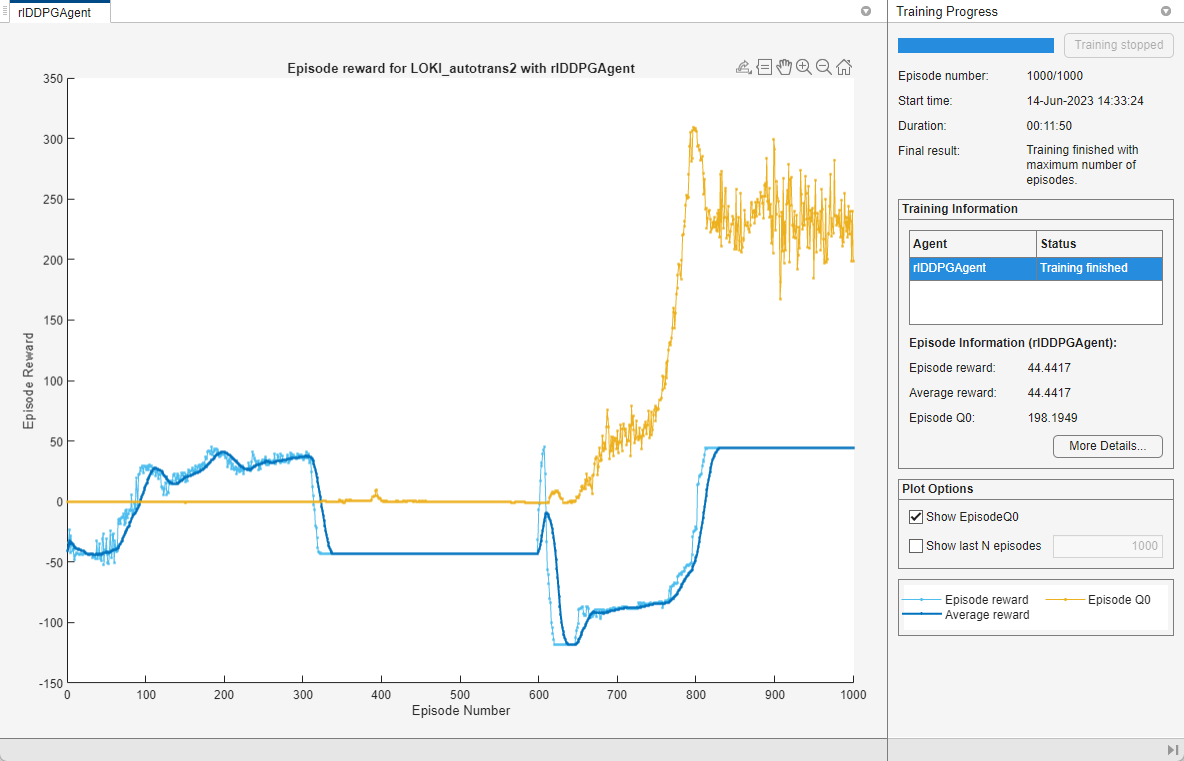 rlDDPGAgent
Episode reward for LOKI_autotrans2 with rlDDPGAgent
350
300
250
200
150
100
50
0
-50
-100
-150
Episode Reward
0 100 200 300 400 500 600 700 800 900 1000
Episode Number
Training Progress
Training stopped
Episode number: 1000/1000
Start time: 14-Jun-2023 14:33:24
Duration: 00:11:50
Final result: Training finished with
maximum number of
episodes.
Training Information
Agent Status
rlDDPGAgent Training finished
Episode Information (rlDDPGAgent):
Episode reward: 44.4417
Average reward: 44.4417
Episode Q0: 198.1949
More Details...
Plot Options
Show EpisodeQ0
Show last N episodes 1000
Episode reward Episode Q0
Average reward